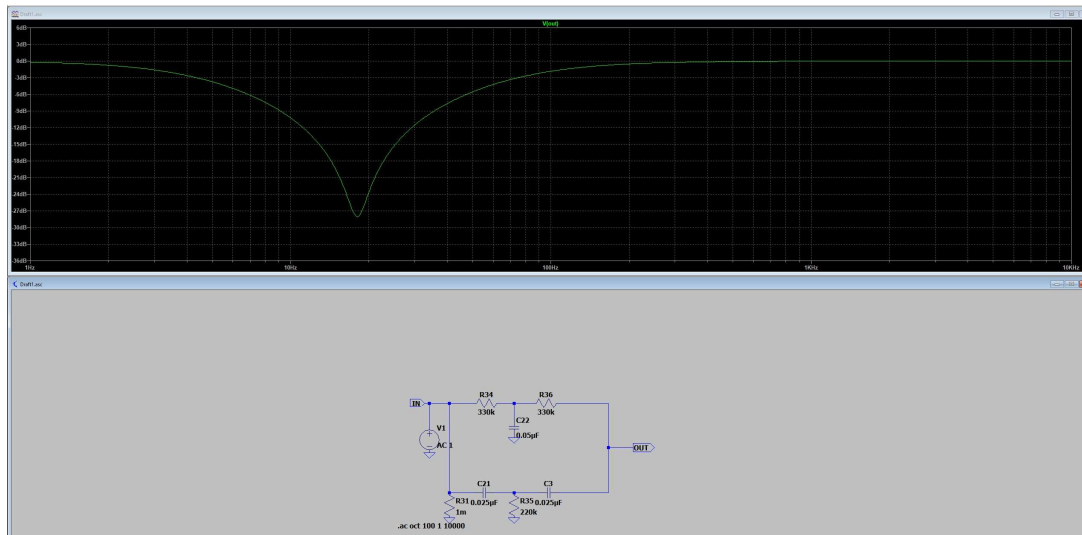 Draft1.asc
V(out)
6dB
3dB
0dB
-3dB
-6dB
-9dB
-12dB
-15dB
-18dB
-21dB
-24dB
-27dB
-30dB
-33dB
-36dB
1Hz
10Hz
100Hz
1KHz
10KHz
Draft1.asc
R34
R36
IN
330k
330k
C22
V1
0.05µF
AC 1
OUT
C21
C3
R31
0.025µF
R35
0.025µF
1m
220k
.ac oct 100 1 10000